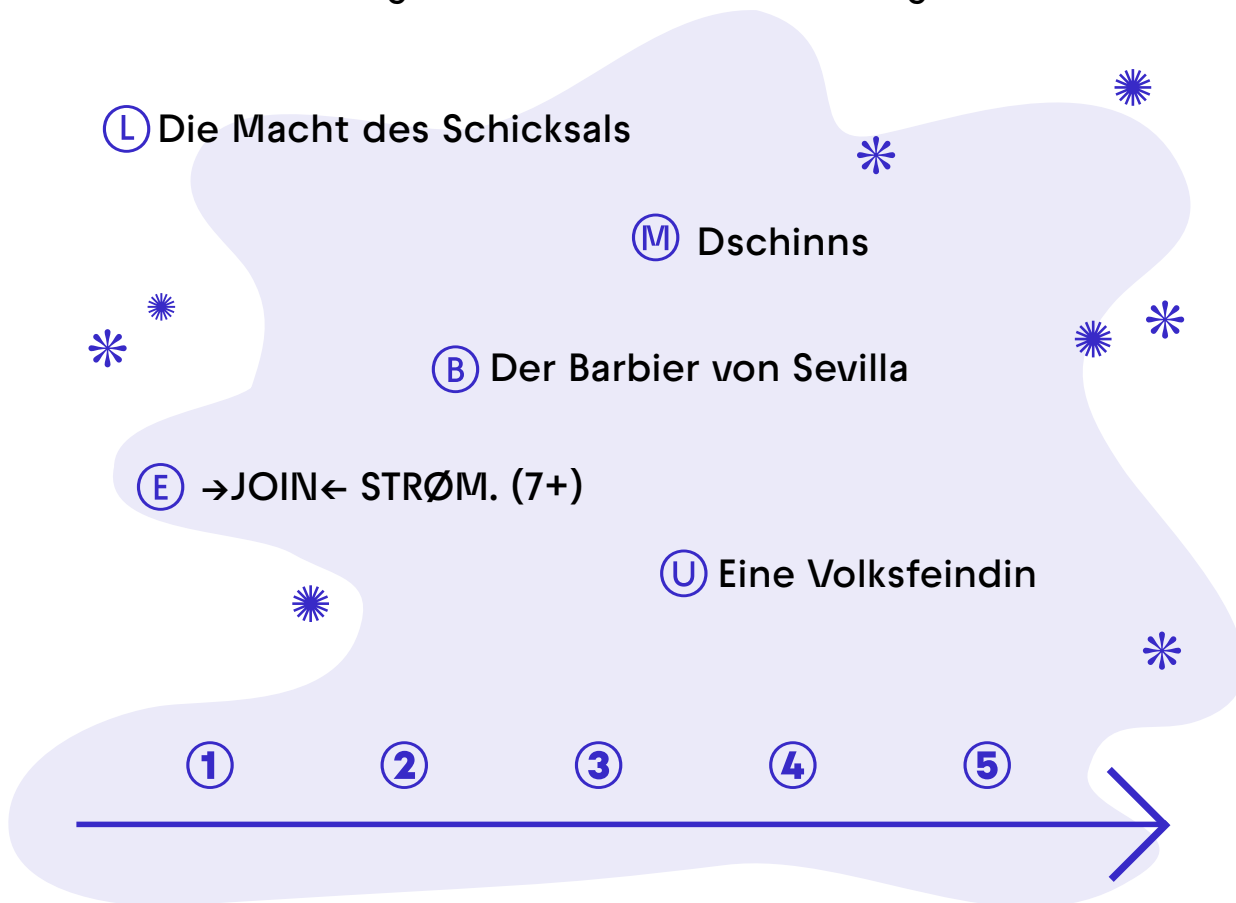 L Die Macht des Schicksals
M Dschinns
B Der Barbier von Sevilla
E →JOIN← STRØM. (7+)
U Eine Volksfeindin
1 2 3 4 5